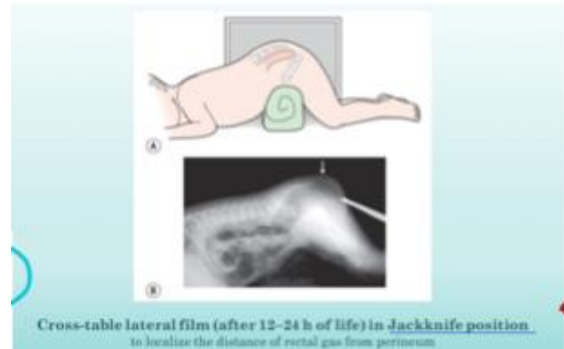 A
B
Cross-table lateral film (after 12–24 h of life) in Jackknife position
to localize the distance of rectal gas from perineum